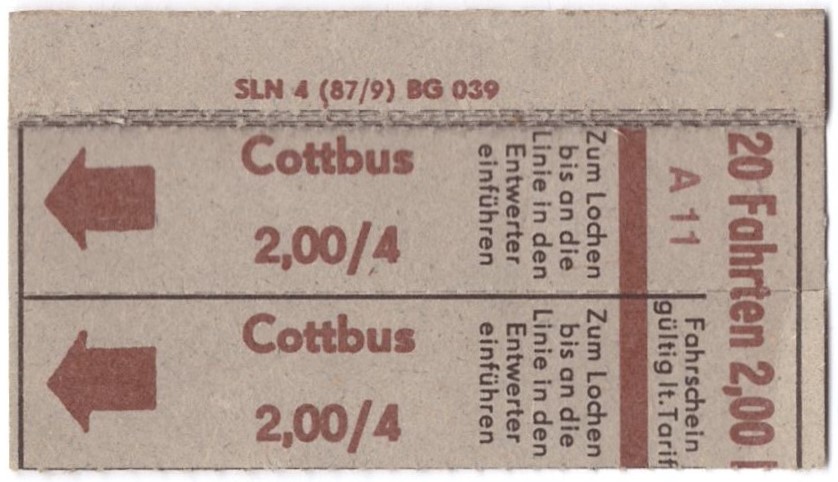 SLN 4 (87/9) BG 039
Cottbus
2,00/4
Zum Lochen
bis an die
Linie in den
Entwerter
einführen
A 11
20 Fahrten 2,00
Cottbus
2,00/4
Zum Lochen
bis an die
Linie in den
Entwerter
einführen
Fahrschein
gültig lt. Tarif